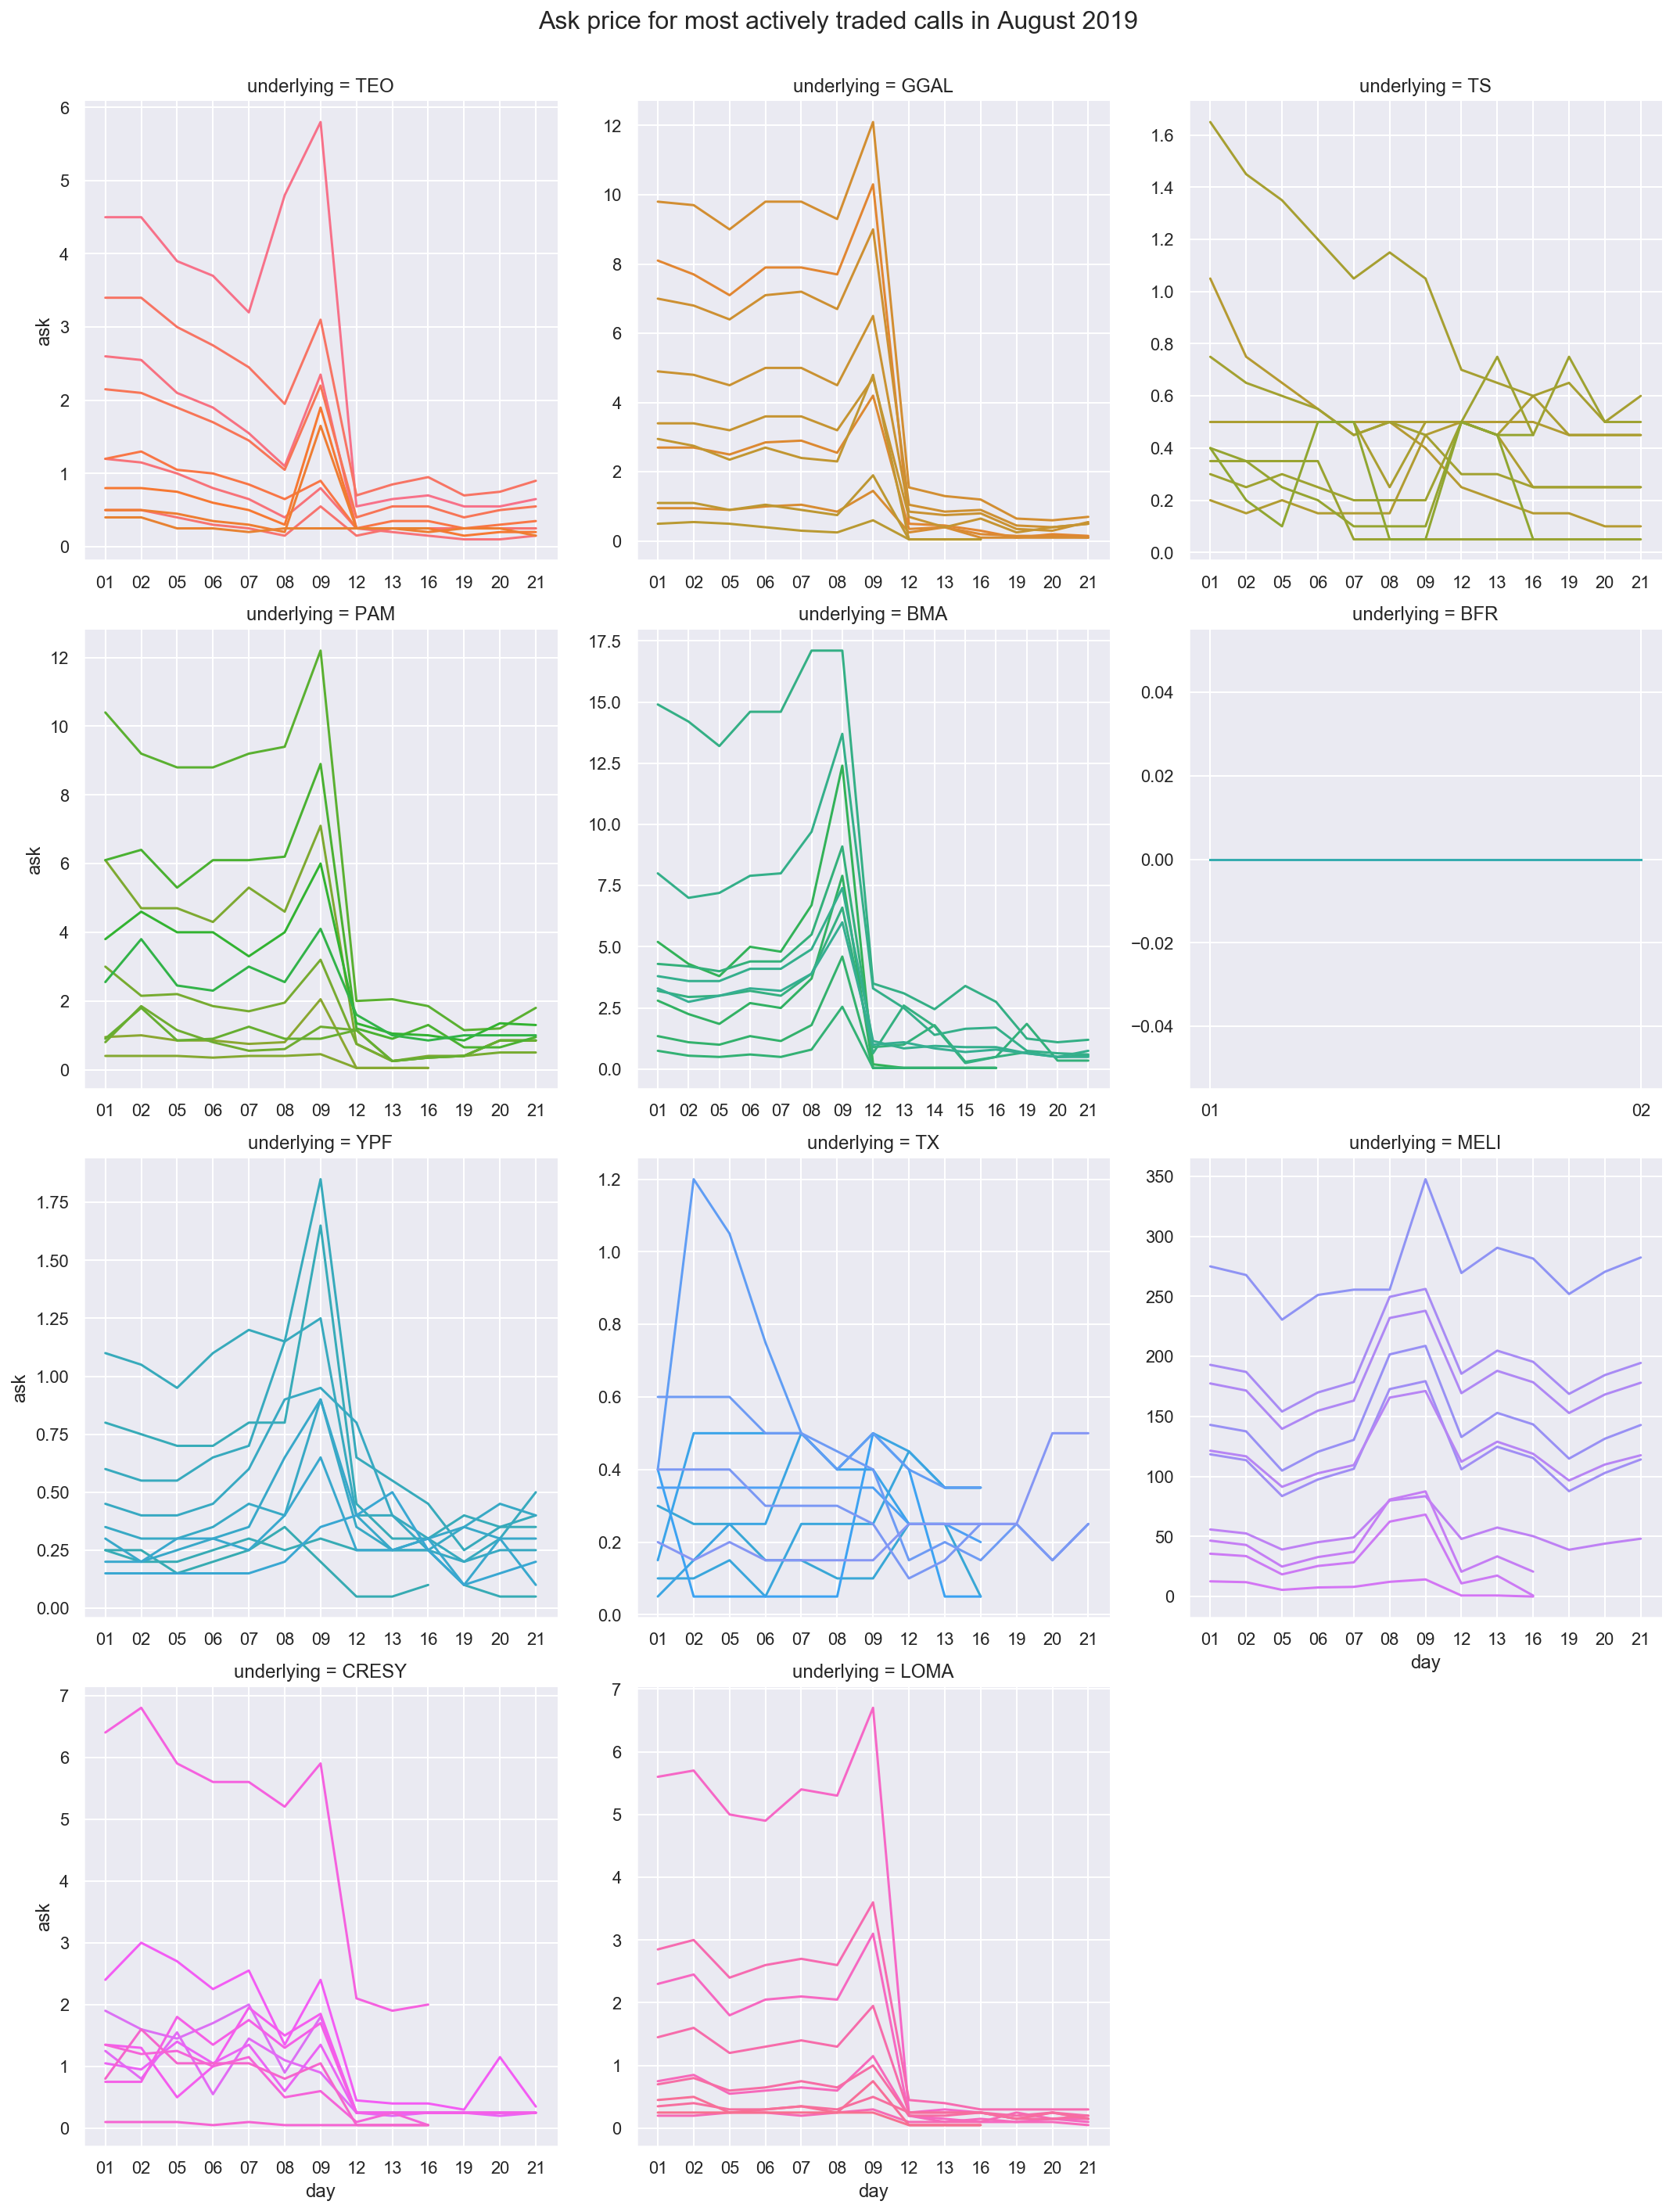 Ask price for most actively traded calls in August 2019
underlying = TEO
underlying = GGAL
underlying = TS
6
5
4
3
2
1
0
ask
12
10
8
6
4
2
0
1.6
1.4
1.2
1.0
0.8
0.6
0.4
0.2
0.0
01 02 05 06 07 08 09 12 13 16 19 20 21
01 02 05 06 07 08 09 12 13 16 19 20 21
01 02 05 06 07 08 09 12 13 16 19 20 21
underlying = PAM
underlying = BMA
underlying = BFR
12
10
8
6
4
2
0
ask
17.5
15.0
12.5
10.0
7.5
5.0
2.5
0.0
0.04
0.02
0.00
−0.02
−0.04
01 02 05 06 07 08 09 12 13 16 19 20 21
01 02 05 06 07 08 09 12 13 14 15 16 19 20 21
01 02
underlying = YPF
underlying = TX
underlying = MELI
1.75
1.50
1.25
1.00
0.75
0.50
0.25
0.00
ask
1.2
1.0
0.8
0.6
0.4
0.2
0.0
350
300
250
200
150
100
50
0
01 02 05 06 07 08 09 12 13 16 19 20 21
01 02 05 06 07 08 09 12 13 16 19 20 21
01 02 05 06 07 08 09 12 13 16 19 20 21
day
underlying = CRESY
underlying = LOMA
7
6
5
4
3
2
1
0
ask
7
6
5
4
3
2
1
0
01 02 05 06 07 08 09 12 13 16 19 20 21
01 02 05 06 07 08 09 12 13 16 19 20 21
day
day